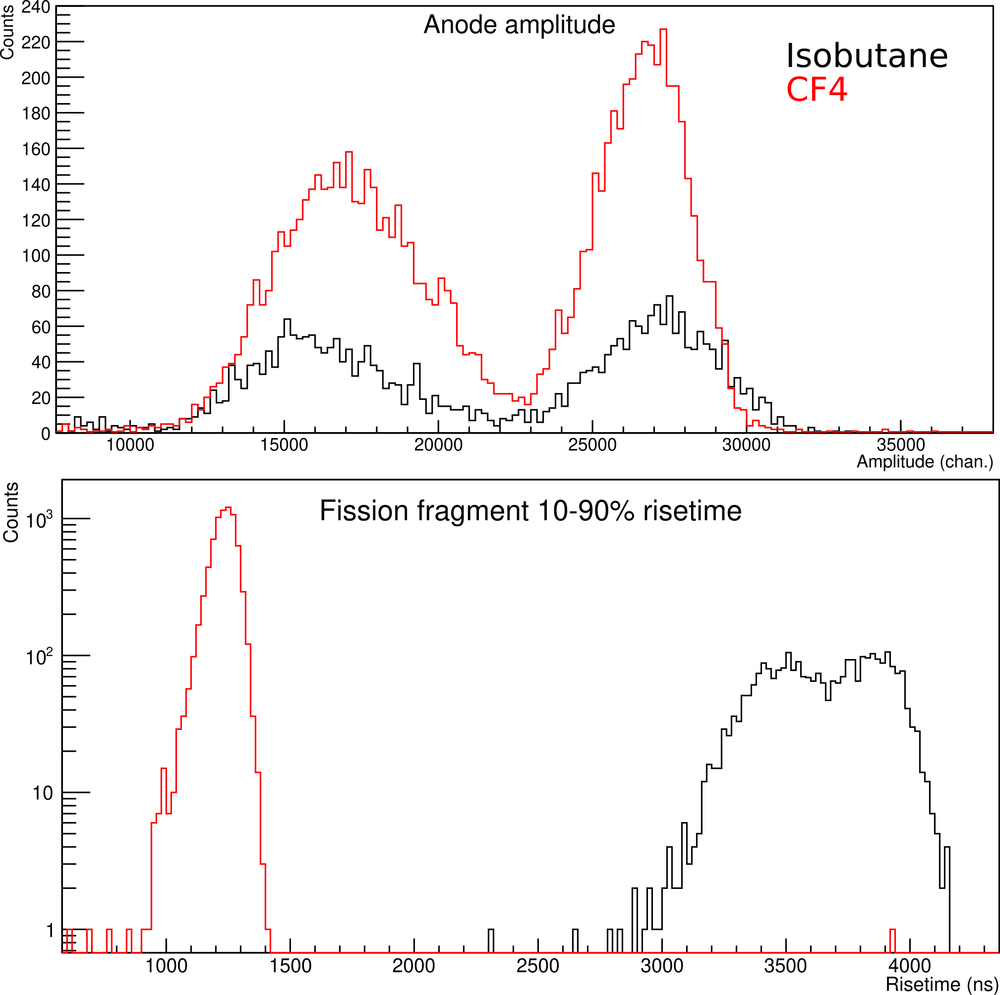 Counts
Anode amplitude
Isobutane
CF4
240
220
200
180
160
140
120
100
80
60
40
20
0
10000 15000 20000 25000 30000 35000
Amplitude (chan.)
Counts
Fission fragment 10-90% risetime
10³
10²
10
1
1000 1500 2000 2500 3000 3500 4000
Risetime (ns)